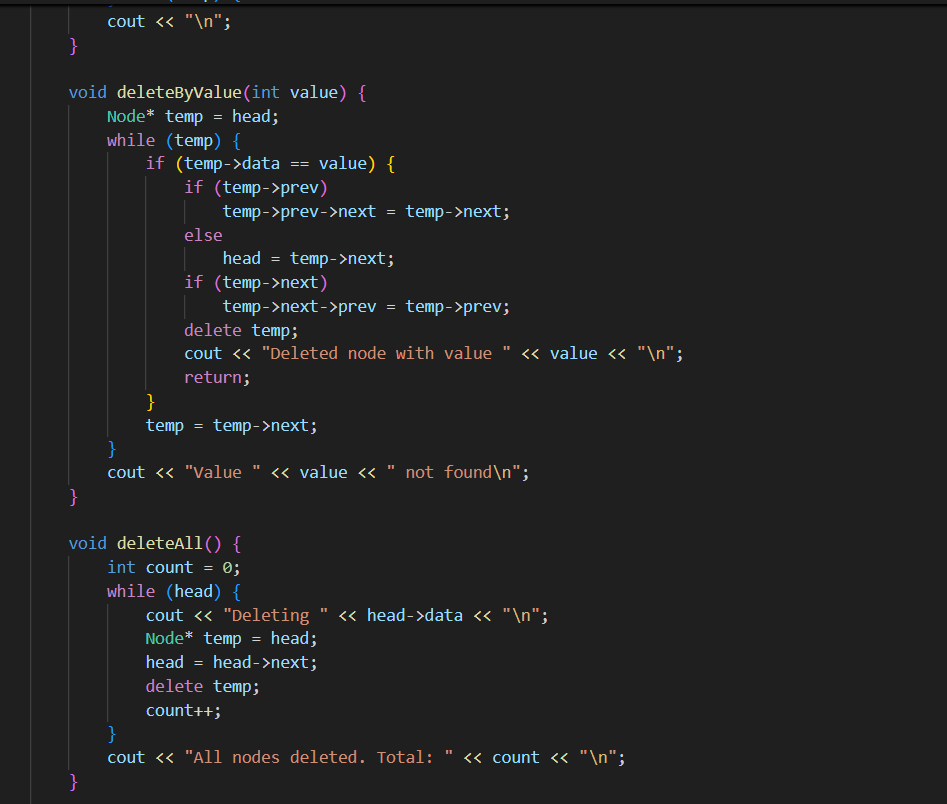 cout << "\n";
}
void deleteByValue(int value) {
Node* temp = head;
while (temp) {
if (temp->data == value) {
if (temp->prev)
temp->prev->next = temp->next;
else
head = temp->next;
if (temp->next)
temp->next->prev = temp->prev;
delete temp;
cout << "Deleted node with value " << value << "\n";
return;
}
temp = temp->next;
}
cout << "Value " << value << " not found\n";
}
void deleteAll() {
int count = 0;
while (head) {
cout << "Deleting " << head->data << "\n";
Node* temp = head;
head = head->next;
delete temp;
count++;
}
cout << "All nodes deleted. Total: " << count << "\n";
}